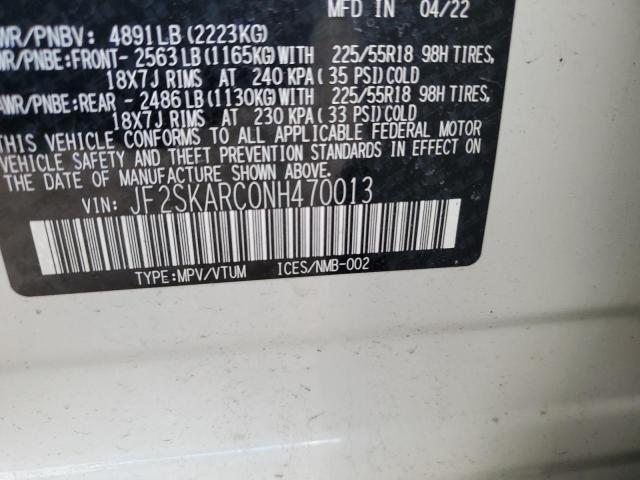 MFD IN 04/22
WR/PNBV: 4891LB (2223KG)
WR/PNBE:FRONT- 2563LB (1165KG) WITH 225/55R18 98H TIRES,
18X7J RIMS AT 240 KPA( 35 PSI) COLD
AWR/PNBE:REAR - 2486LB (1130KG) WITH 225/55R18 98H TIRES,
18X7J RIMS AT 230 KPA( 33 PSI) COLD
THIS VEHICLE CONFORMS TO ALL APPLICABLE FEDERAL MOTOR
VEHICLE SAFETY AND THEFT PREVENTION STANDARDS IN EFFECT ON
THE DATE OF MANUFACTURE SHOWN ABOVE.
VIN: JF2SKARC0NH470013
TYPE:MPV/VTUM ICES/NMB-002